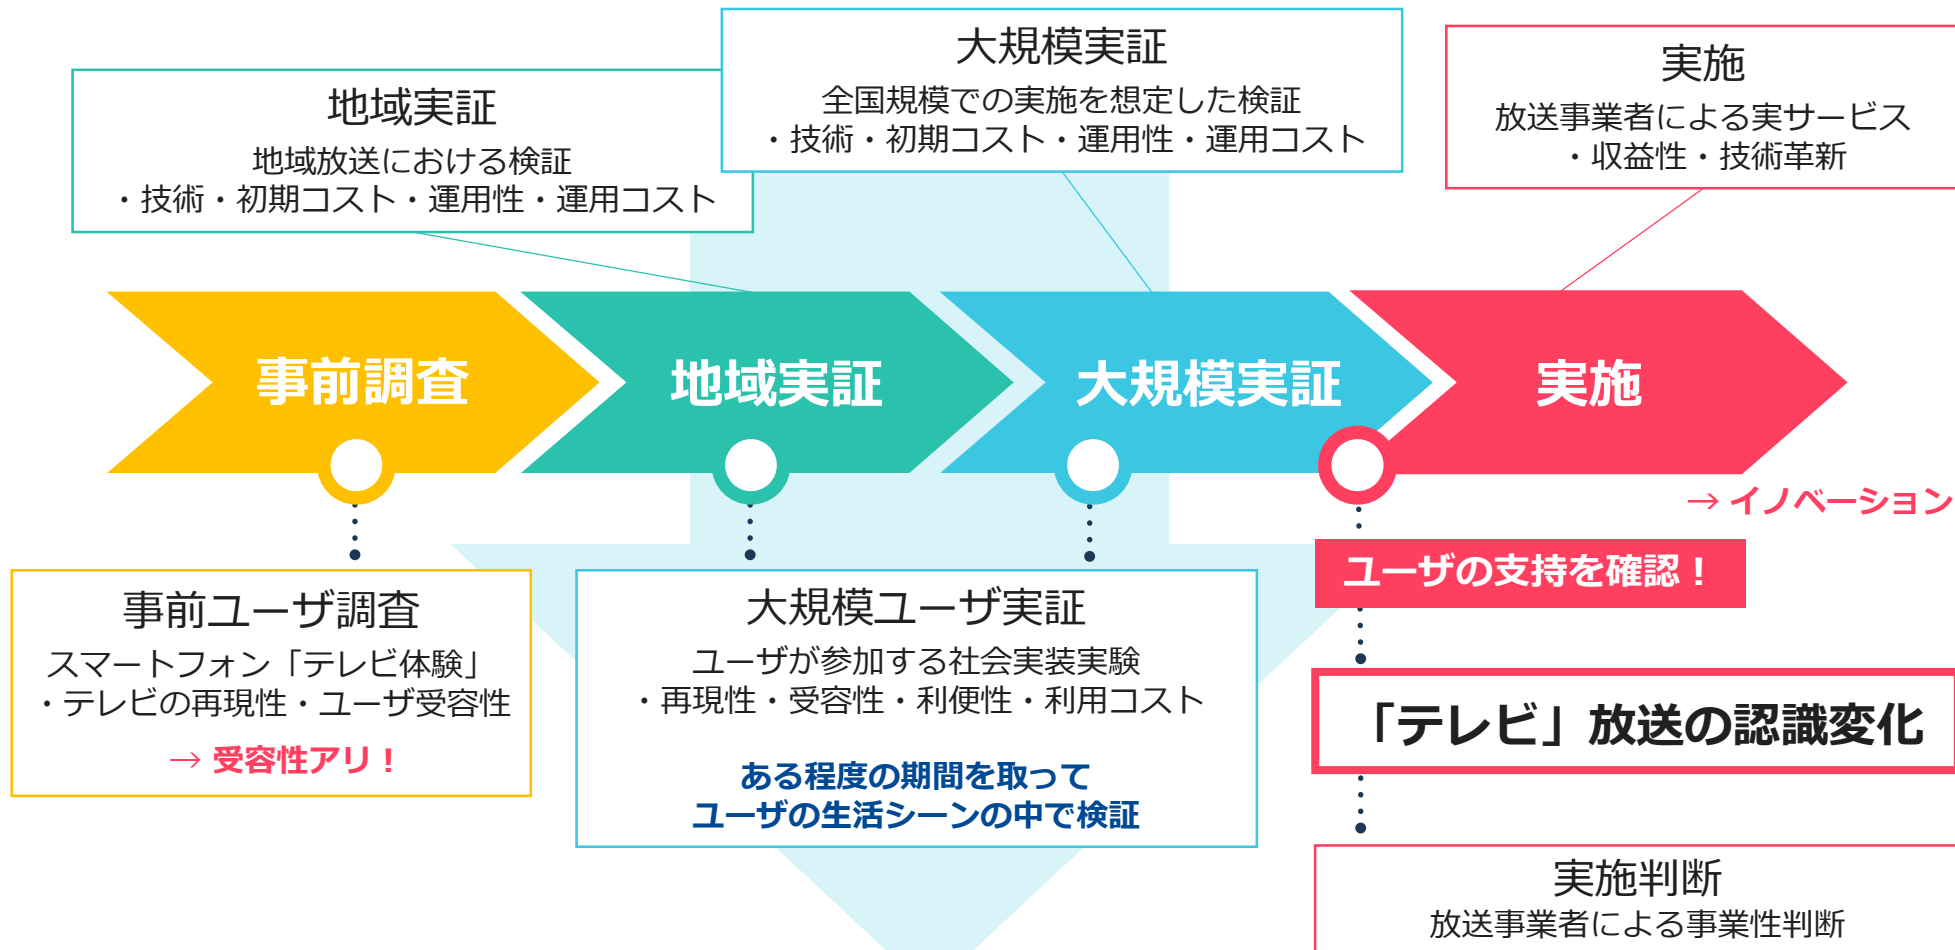 大規模実証
全国規模での実施を想定した検証
・技術・初期コスト・運用性・運用コスト
実施
放送事業者による実サービス
・収益性・技術革新
地域実証
地域放送における検証
・技術・初期コスト・運用性・運用コスト
事前調査
地域実証
大規模実証
実施
→ イノベーション
ユーザの支持を確認！
事前ユーザ調査
スマートフォン「テレビ体験」
・テレビの再現性・ユーザ受容性
→ 受容性アリ！
大規模ユーザ実証
ユーザが参加する社会実装実験
・再現性・受容性・利便性・利用コスト
ある程度の期間を取って
ユーザの生活シーンの中で検証
「テレビ」放送の認識変化
実施判断
放送事業者による事業性判断